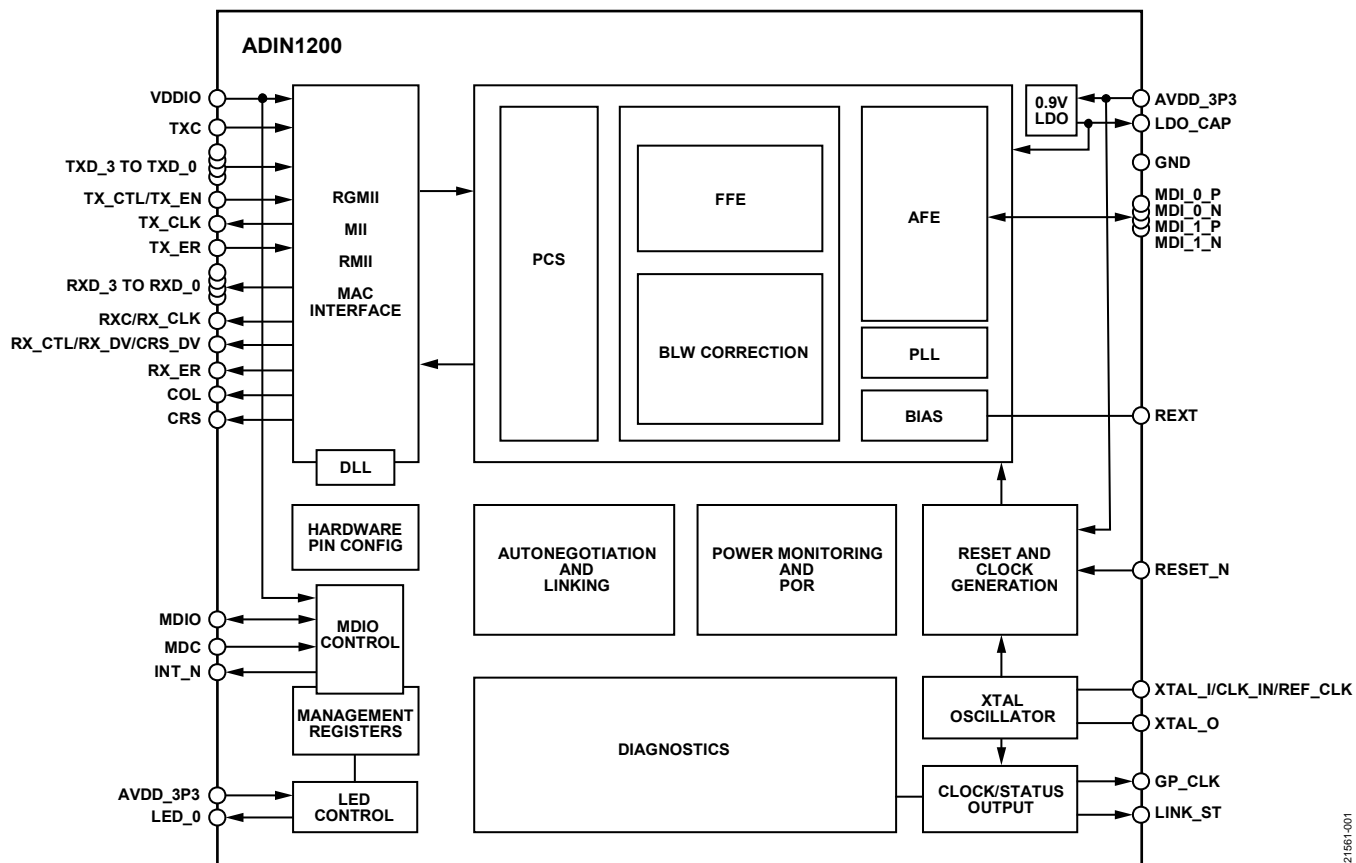 ADIN1200
VDDIO
TXC
TXD_3 TO TXD_0
TX_CTL/TX_EN
TX_CLK
TX_ER
RXD_3 TO RXD_0
RXC/RX_CLK
RX_CTL/RX_DV/CRS_DV
RX_ER
COL
CRS
MDIO
MDC
INT_N
AVDD_3P3
LED_0
RGMII
MII
RMII
MAC
INTERFACE
DLL
HARDWARE
PIN CONFIG
MDIO
CONTROL
MANAGEMENT
REGISTERS
LED
CONTROL
PCS
FFE
BLW CORRECTION
AFE
PLL
BIAS
0.9V
LDO
AUTONEGOTIATION
AND
LINKING
POWER MONITORING
AND
POR
RESET AND
CLOCK
GENERATION
DIAGNOSTICS
XTAL
OSCILLATOR
CLOCK/STATUS
OUTPUT
AVDD_3P3
LDO_CAP
GND
MDI_0_P
MDI_0_N
MDI_1_P
MDI_1_N
REXT
RESET_N
XTAL_I/CLK_IN/REF_CLK
XTAL_O
GP_CLK
LINK_ST
21561-001